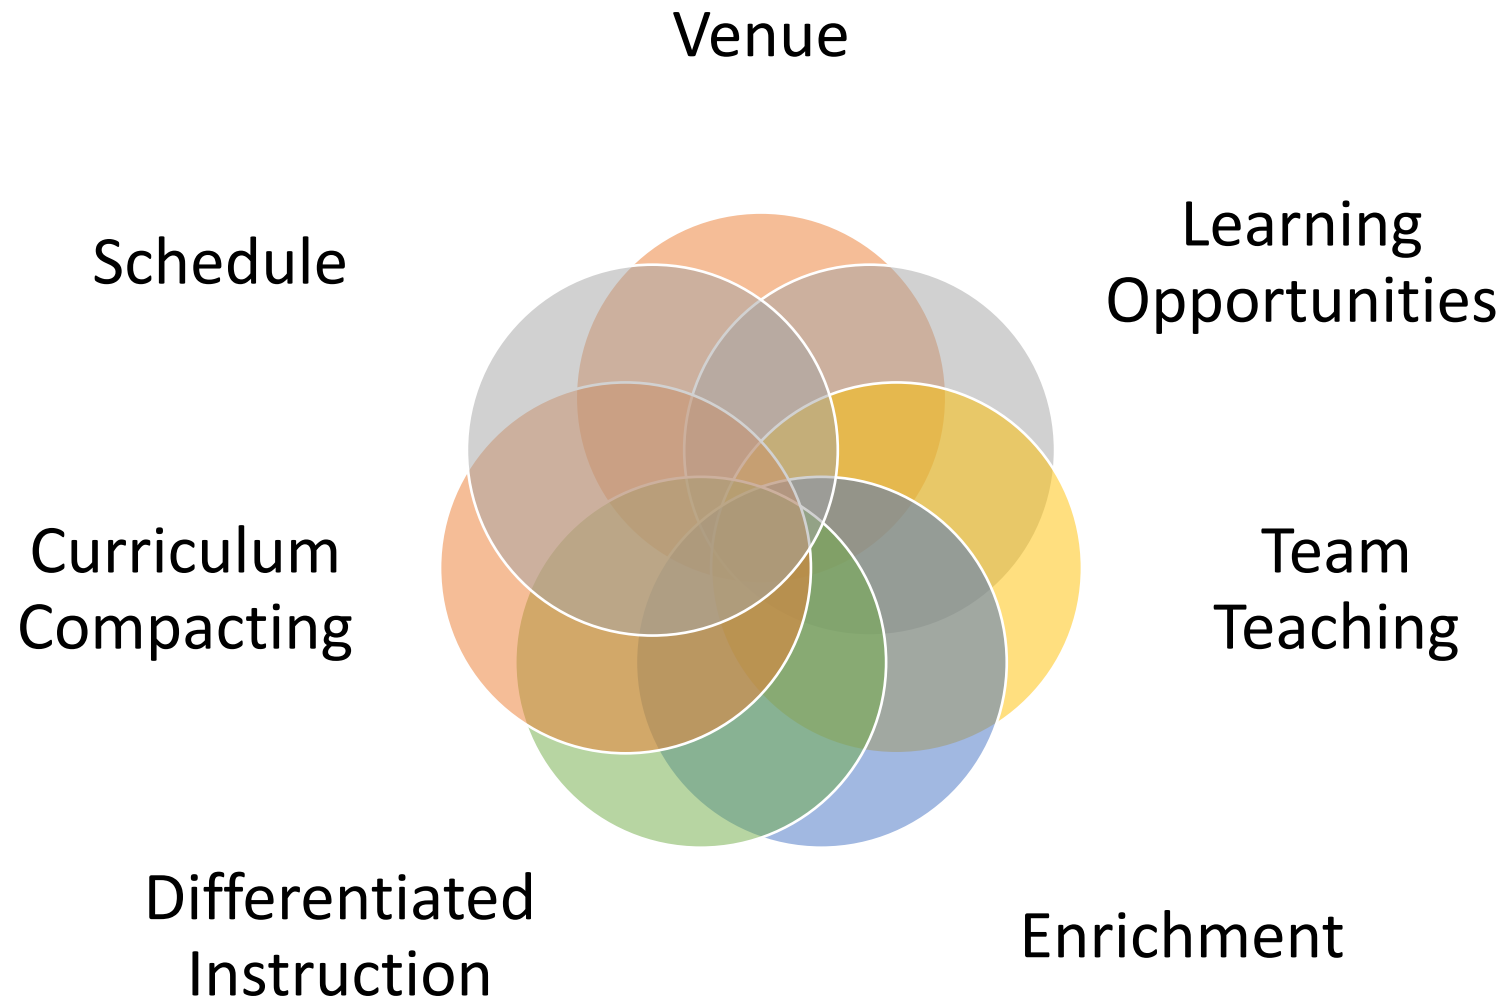 Venue
Learning
Opportunities
Schedule
Team
Teaching
Curriculum
Compacting
Enrichment
Differentiated
Instruction